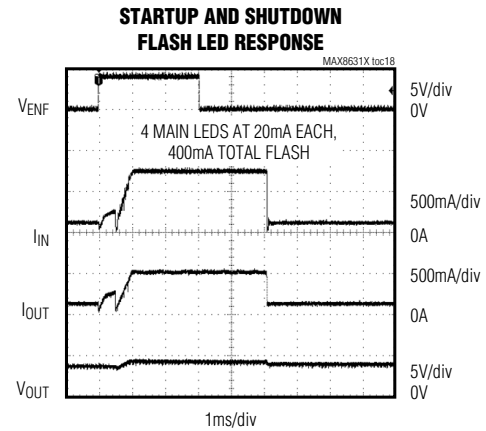 STARTUP AND SHUTDOWN
FLASH LED RESPONSE
MAX8631X toc18
VENF
5V/div
0V
4 MAIN LEDS AT 20mA EACH,
400mA TOTAL FLASH
500mA/div
IIN
0A
500mA/div
IOUT
0A
5V/div
VOUT
0V
1ms/div